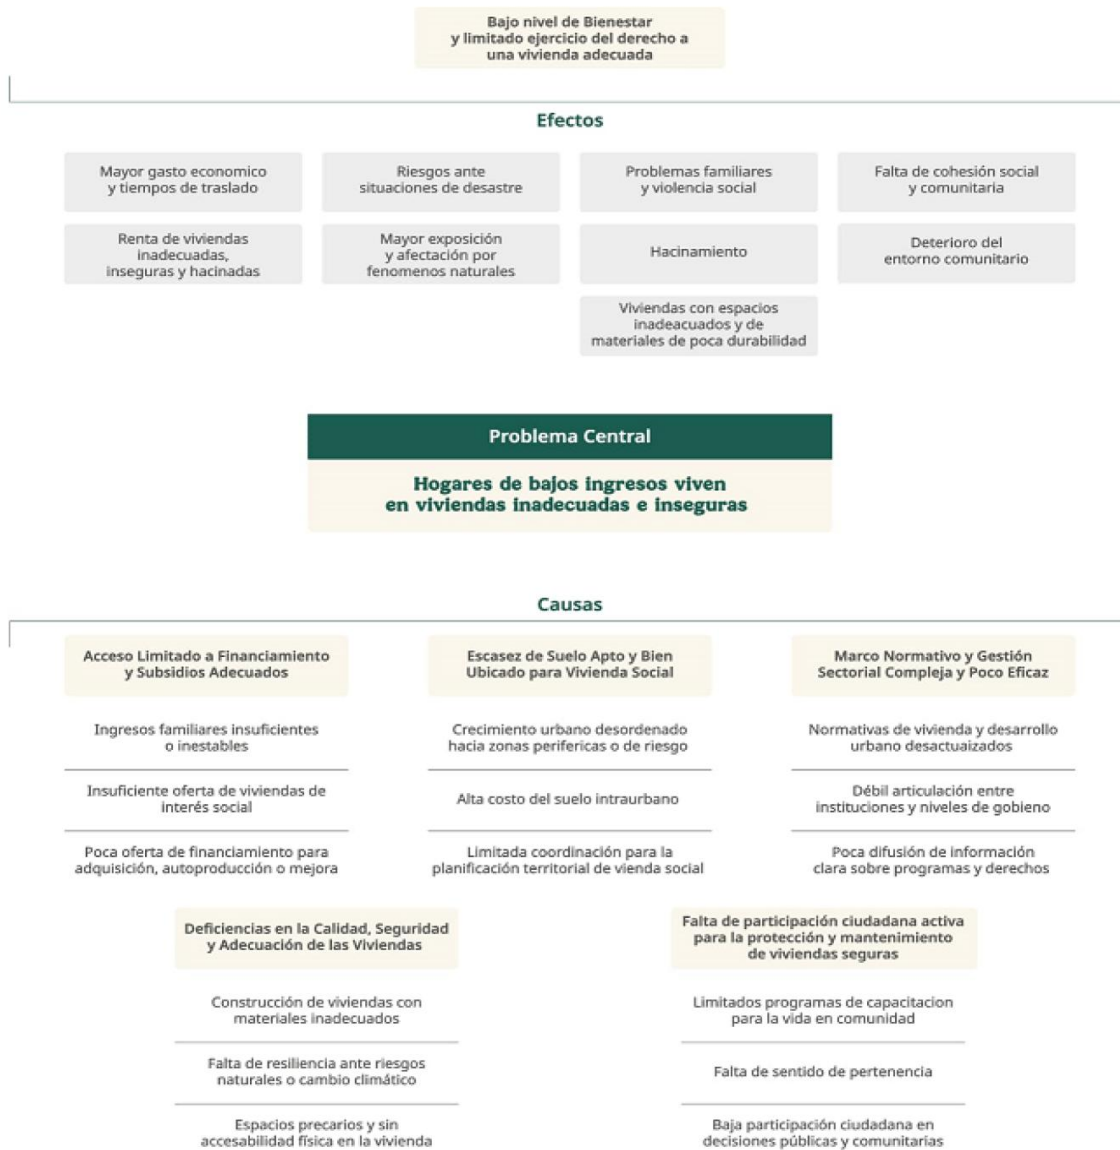 Bajo nivel de Bienestar
y limitado ejercicio del derecho a
una vivienda adecuada
Efectos
Mayor gasto economico
y tiempos de traslado
Riesgos ante
situaciones de desastre
Problemas familiares
y violencia social
Falta de cohesión social
y comunitaria
Renta de viviendas
inadecuadas,
inseguras y hacinadas
Mayor exposición
y afectación por
fenomenos naturales
Hacinamiento
Deterioro del
entorno comunitario
Viviendas con espacios
inadeacuados y de
materiales de poca durabilidad
Problema Central
Hogares de bajos ingresos viven
en viviendas inadecuadas e inseguras
Causas
Acceso Limitado a Financiamiento
y Subsidios Adecuados
Ingresos familiares insuficientes
o inestables
Insuficiente oferta de viviendas de
interés social
Poca oferta de financiamiento para
adquisición, autoproducción o mejora
Escasez de Suelo Apto y Bien
Ubicado para Vivienda Social
Crecimiento urbano desordenado
hacia zonas perifericas o de riesgo
Alta costo del suelo intraurbano
Limitada coordinación para la
planificación territorial de vienda social
Marco Normativo y Gestión
Sectorial Compleja y Poco Eficaz
Normativas de vivienda y desarrollo
urbano desactuaizados
Débil articulación entre
instituciones y niveles de gobieno
Poca difusión de información
clara sobre programas y derechos
Deficiencias en la Calidad, Seguridad
y Adecuación de las Viviendas
Construcción de viviendas con
materiales inadecuados
Falta de resiliencia ante riesgos
naturales o cambio climático
Espacios precarios y sin
accesabilidad física en la vivienda
Falta de participación ciudadana activa
para la protección y mantenimiento
de viviendas seguras
Limitados programas de capacitacion
para la vida en comunidad
Falta de sentido de pertenencia
Baja participación ciudadana en
decisiones públicas y comunitarias